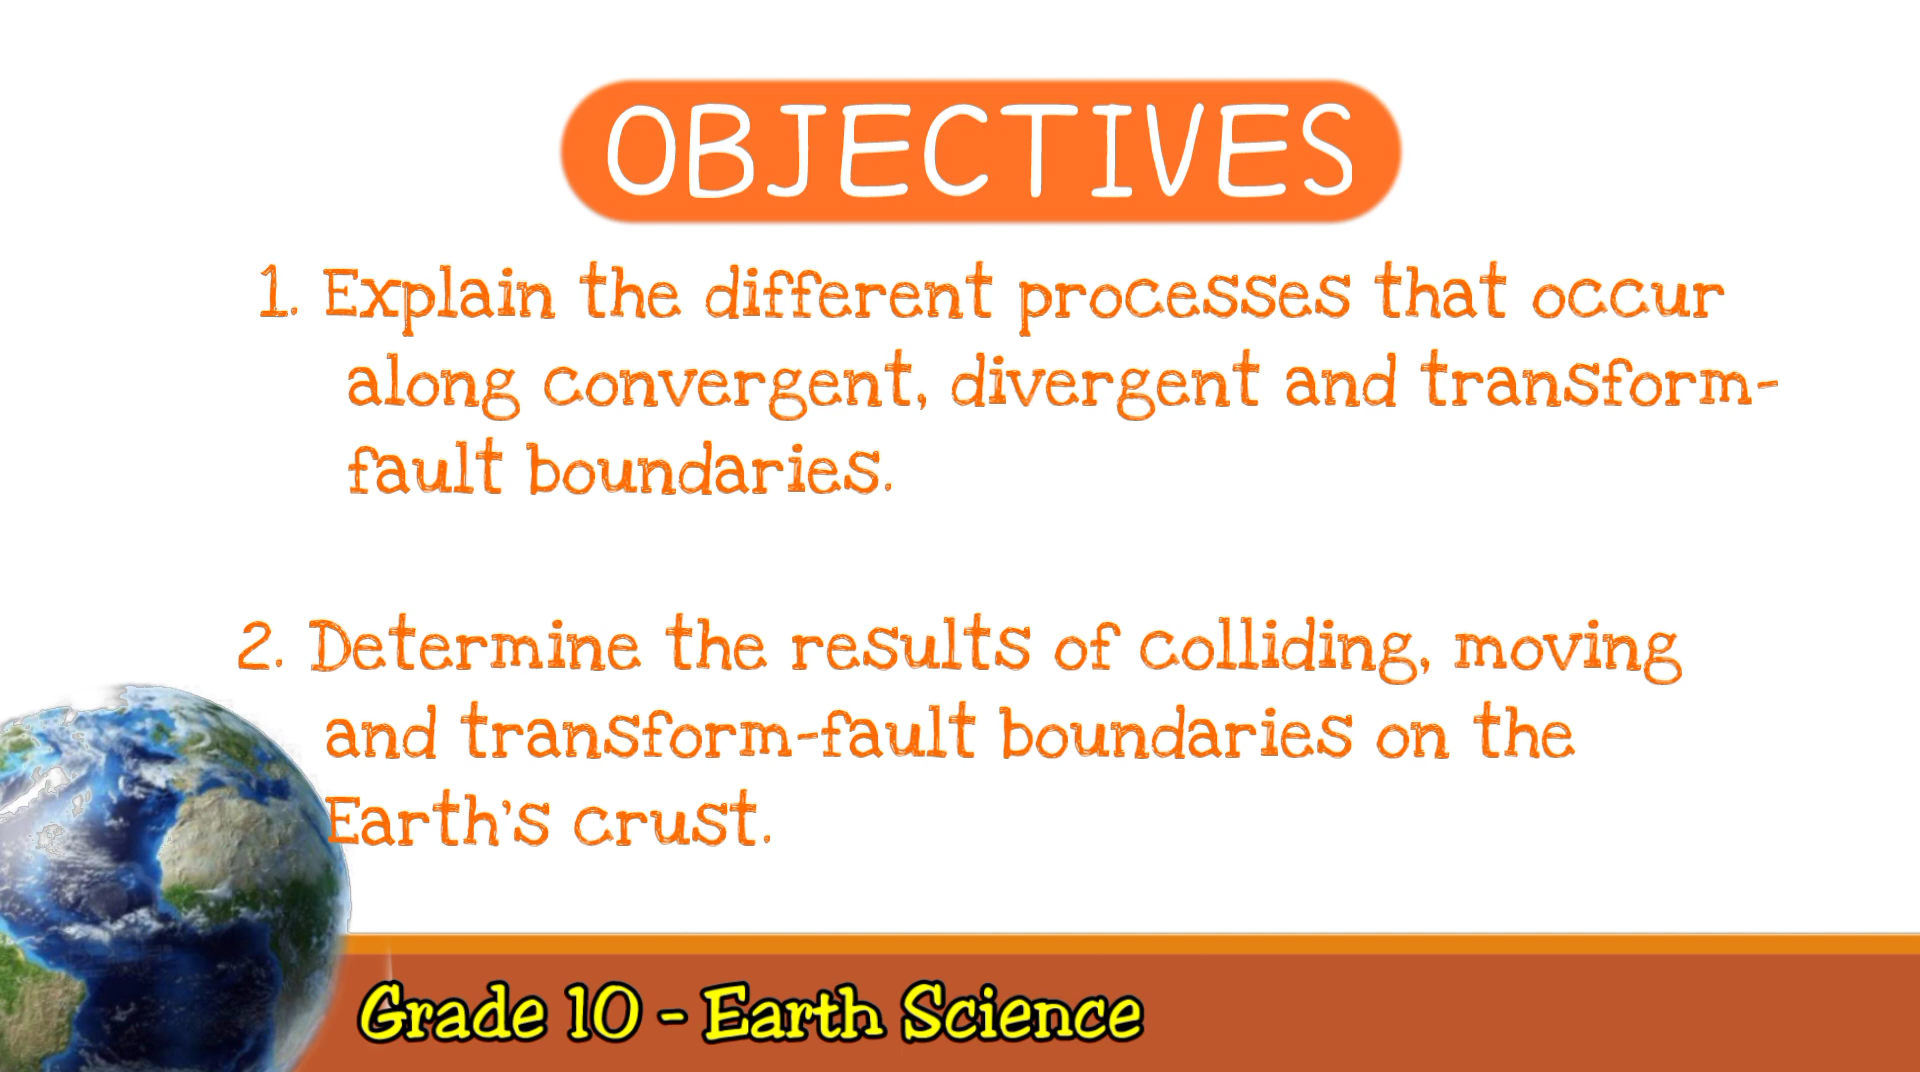 OBJECTIVES
1. Explain the different processes that occur
along convergent, divergent and transform-
fault boundaries.
2. Determine the results of colliding, moving
and transform-fault boundaries on the
Earth's crust.
Grade 10 - Earth Science